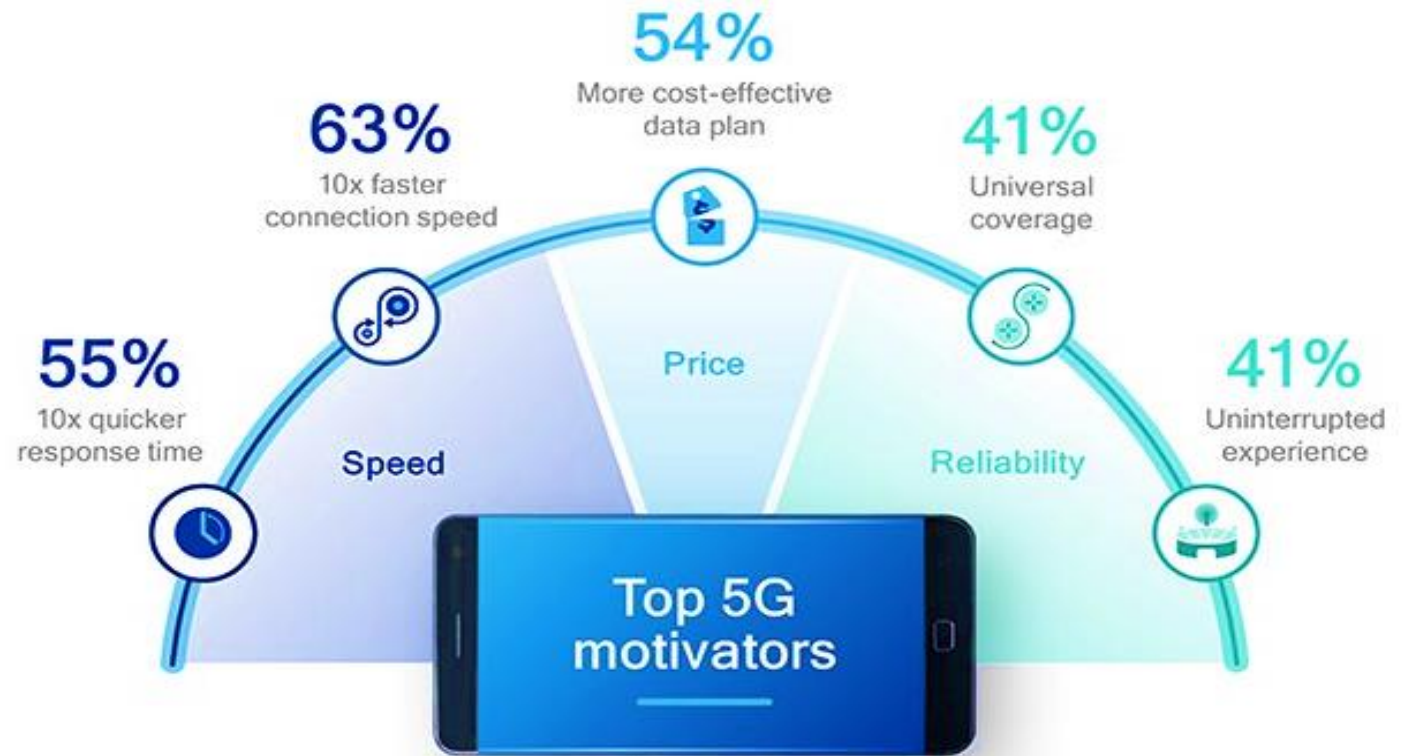 54%
More cost-effective
data plan
63%
10x faster
connection speed
41%
Universal
coverage
55%
10x quicker
response time
41%
Uninterrupted
experience
Price
Speed
Reliability
Top 5G
motivators